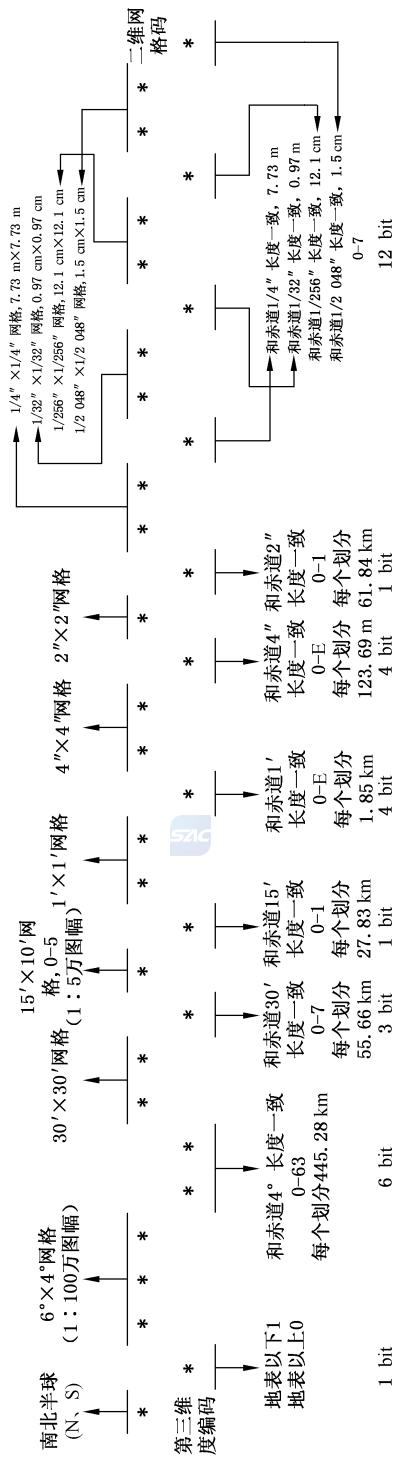 南北半球
(N、S)
6°×4°网格
(1∶100万图幅)
30′×30′网格
15′×10′网
格,0-5
(1∶5万图幅)
1′×1′网格
4″×4″网格
2″×2″网格
1/4″ ×1/4″ 网格, 7.73 m×7.73 m
1/32″ ×1/32″ 网格, 0.97 cm×0.97 cm
1/256″ ×1/256″ 网格, 12.1 cm×12.1 cm
1/2 048″ ×1/2 048″ 网格, 1.5 cm×1.5 cm
* * * * * * * * * * * * * * * * * * * *
二维网
格码
第三维
度编码
* * * * * * * * * * * *
SAC
地表以下1
地表以上0
1 bit
和赤道4° 长度一致
0-63
每个划分445.28 km
6 bit
和赤道30′
长度一致
0-7
每个划分
55.66 km
3 bit
和赤道15′
长度一致
0-1
每个划分
27.83 km
1 bit
和赤道1′
长度一致
0-E
每个划分
1.85 km
4 bit
和赤道4″
长度一致
0-E
每个划分
123.69 m
4 bit
和赤道2″
长度一致
0-1
每个划分
61.84 km
1 bit
和赤道1/4″ 长度一致, 7.73 m
和赤道1/32″ 长度一致, 0.97 m
和赤道1/256″ 长度一致, 12.1 cm
和赤道1/2 048″ 长度一致, 1.5 cm
0-7
12 bit